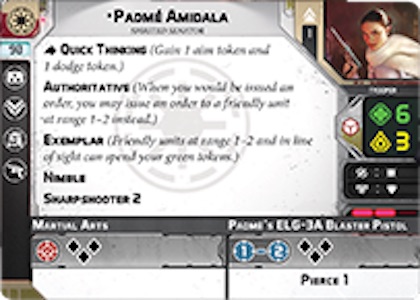 •Padmé Amidala
Spirited Senator
90
Quick Thinking (Gain 1 aim token and
1 dodge token.)
Authoritative (When you would be issued an
order, you may issue an order to a friendly unit
at range 1–2 instead.)
Exemplar (Friendly units at range 1–2 and in line
of sight can spend your green tokens.)
Nimble
Sharpshooter 2
1
Trooper
6
3
Martial Arts
Padmé's ELG-3A Blaster Pistol
1 – 2
Pierce 1